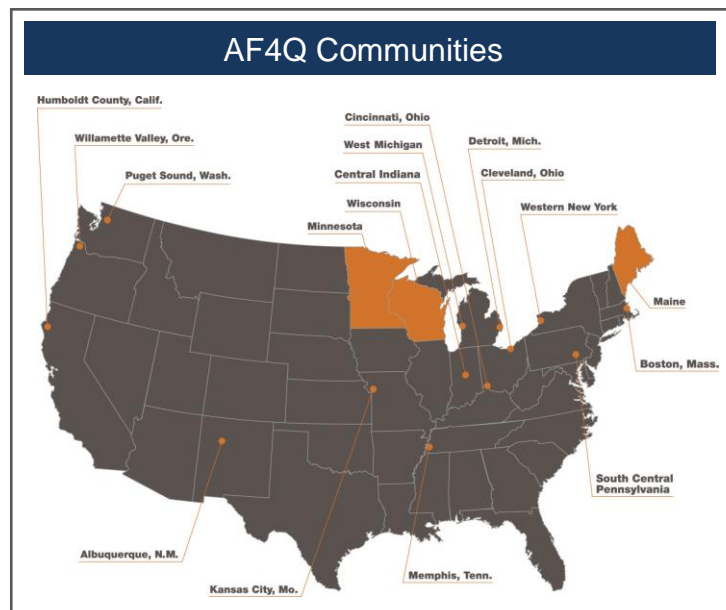 AF4Q Communities
Humboldt County, Calif.
Willamette Valley, Ore.
Puget Sound, Wash.
Cincinnati, Ohio
West Michigan
Central Indiana
Wisconsin
Minnesota
Detroit, Mich.
Cleveland, Ohio
Western New York
Maine
Boston, Mass.
South Central
Pennsylvania
Albuquerque, N.M.
Kansas City, Mo.
Memphis, Tenn.